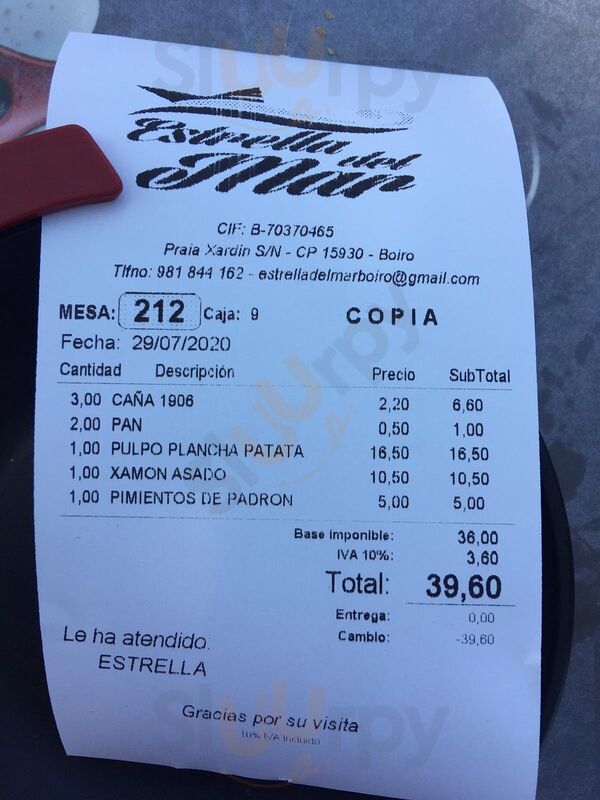 Estrella del
Mar
CIF: B-70370465
Praia Xardin S/N - CP 15930 - Boiro
Tlfno: 981 844 162 - estrelladelmarboiro@gmail.com
MESA: 212 Caja: 9 COPIA
Fecha: 29/07/2020
Cantidad Descripción Precio SubTotal
3,00 CAÑA 1906 2,20 6,60
2,00 PAN 0,50 1,00
1,00 PULPO PLANCHA PATATA 16,50 16,50
1,00 XAMON ASADO 10,50 10,50
1,00 PIMIENTOS DE PADRON 5,00 5,00
Base imponible: 36,00
IVA 10%: 3,60
Total: 39,60
Entrega: 0,00
Cambio: -39,60
Le ha atendido:
ESTRELLA
Gracias por su visita
10% IVA Incluido
SluUrpy
SluUrpy
SluUrpy